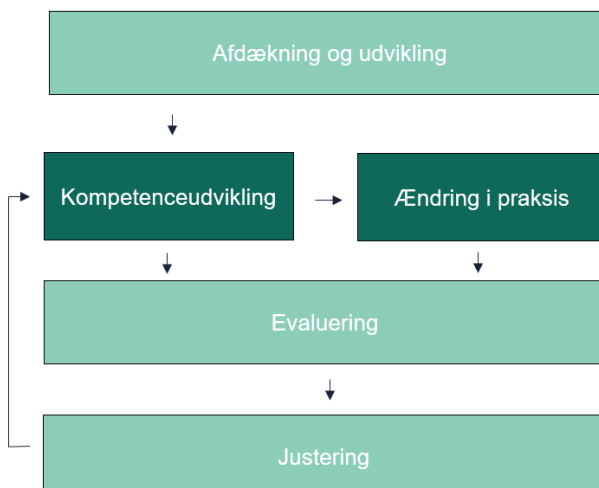 Afdækning og udvikling
Kompetenceudvikling
Ændring i praksis
Evaluering
Justering